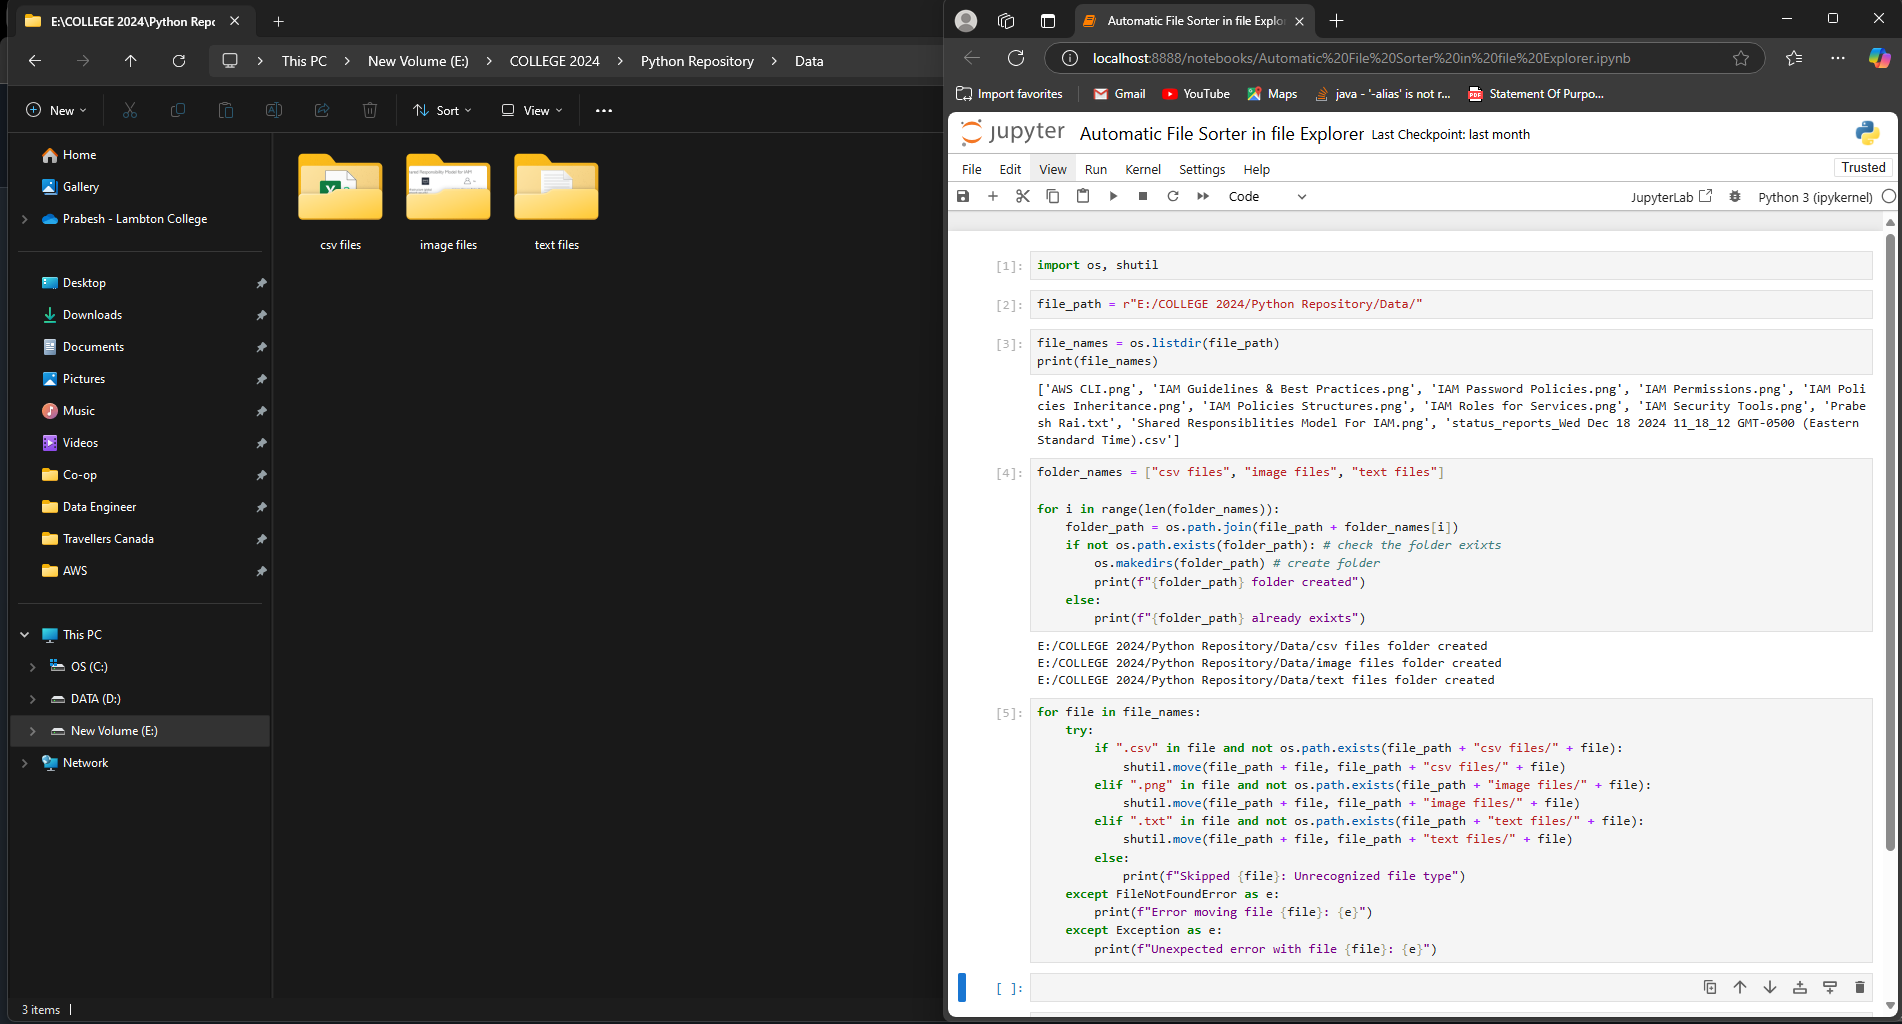 E:\COLLEGE 2024\Python Repo
This PC > New Volume (E:) > COLLEGE 2024 > Python Repository > Data
New
Sort
View
Home
Gallery
Prabesh - Lambton College
Desktop
Downloads
Documents
Pictures
Music
Videos
Co-op
Data Engineer
Travellers Canada
AWS
This PC
OS (C:)
DATA (D:)
New Volume (E:)
Network
csv files
image files
text files
3 items
Automatic File Sorter in file Explor
localhost:8888/notebooks/Automatic%20File%20Sorter%20in%20file%20Explorer.ipynb
Import favorites
Gmail
YouTube
Maps
java - '-alias' is not r...
Statement Of Purpo...
jupyter Automatic File Sorter in file Explorer Last Checkpoint: last month
File Edit View Run Kernel Settings Help
Trusted
Code
JupyterLab
Python 3 (ipykernel)
[1]: import os, shutil
[2]: file_path = r"E:/COLLEGE 2024/Python Repository/Data/"
[3]: file_names = os.listdir(file_path)
print(file_names)
['AWS CLI.png', 'IAM Guidelines & Best Practices.png', 'IAM Password Policies.png', 'IAM Permissions.png', 'IAM Poli
cies Inheritance.png', 'IAM Policies Structures.png', 'IAM Roles for Services.png', 'IAM Security Tools.png', 'Prabe
sh Rai.txt', 'Shared Responsiblities Model For IAM.png', 'status_reports_Wed Dec 18 2024 11_18_12 GMT-0500 (Eastern
Standard Time).csv']
[4]: folder_names = ["csv files", "image files", "text files"]
for i in range(len(folder_names)):
folder_path = os.path.join(file_path + folder_names[i])
if not os.path.exists(folder_path): # check the folder exixts
os.makedirs(folder_path) # create folder
print(f"{folder_path} folder created")
else:
print(f"{folder_path} already exixts")
E:/COLLEGE 2024/Python Repository/Data/csv files folder created
E:/COLLEGE 2024/Python Repository/Data/image files folder created
E:/COLLEGE 2024/Python Repository/Data/text files folder created
[5]: for file in file_names:
try:
if ".csv" in file and not os.path.exists(file_path + "csv files/" + file):
shutil.move(file_path + file, file_path + "csv files/" + file)
elif ".png" in file and not os.path.exists(file_path + "image files/" + file):
shutil.move(file_path + file, file_path + "image files/" + file)
elif ".txt" in file and not os.path.exists(file_path + "text files/" + file):
shutil.move(file_path + file, file_path + "text files/" + file)
else:
print(f"Skipped {file}: Unrecognized file type")
except FileNotFoundError as e:
print(f"Error moving file {file}: {e}")
except Exception as e:
print(f"Unexpected error with file {file}: {e}")
[ ]: